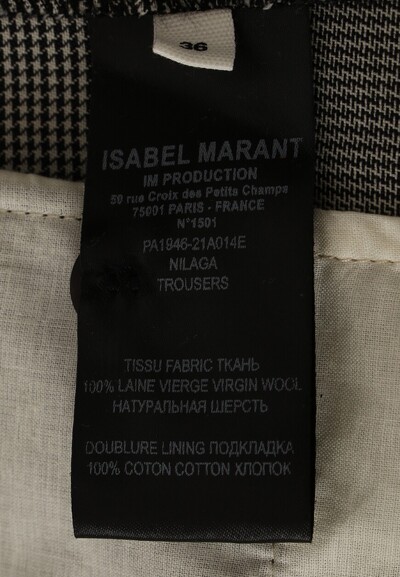 36
ISABEL MARANT
IM PRODUCTION
50 rue Croix des Petits Champs
75001 PARIS - FRANCE
N°1501
PA1946-21A014E
NILAGA
TROUSERS
TISSU FABRIC ТКАНЬ
100% LAINE VIERGE VIRGIN WOOL
НАТУРАЛЬНАЯ ШЕРСТЬ
DOUBLURE LINING ПОДКЛАДКА
100% COTON COTTON ХЛОПОК